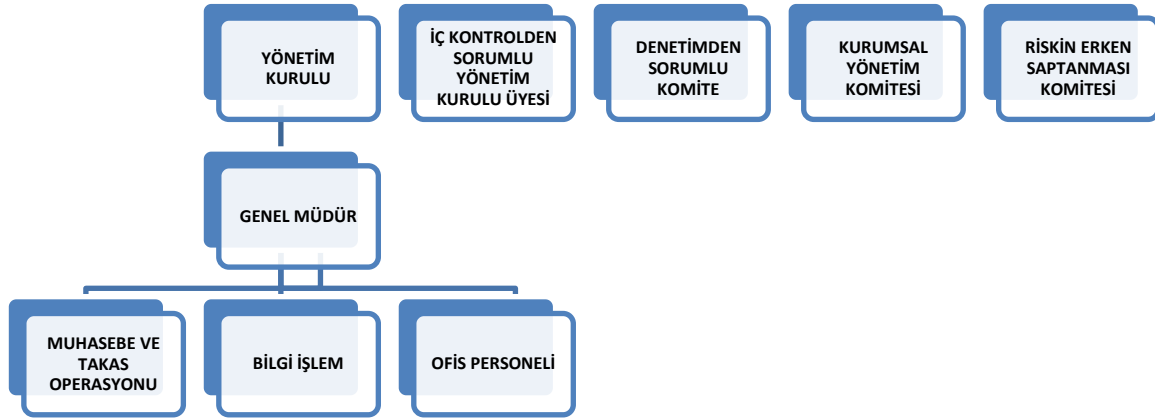 YÖNETİM
KURULU
İÇ KONTROLDEN
SORUMLU
YÖNETİM
KURULU ÜYESİ
DENETİMDEN
SORUMLU
KOMİTE
KURUMSAL
YÖNETİM
KOMİTESİ
RİSKİN ERKEN
SAPTANMASI
KOMİTESİ
GENEL MÜDÜR
MUHASEBE VE
TAKAS
OPERASYONU
BİLGİ İŞLEM
OFİS PERSONELİ